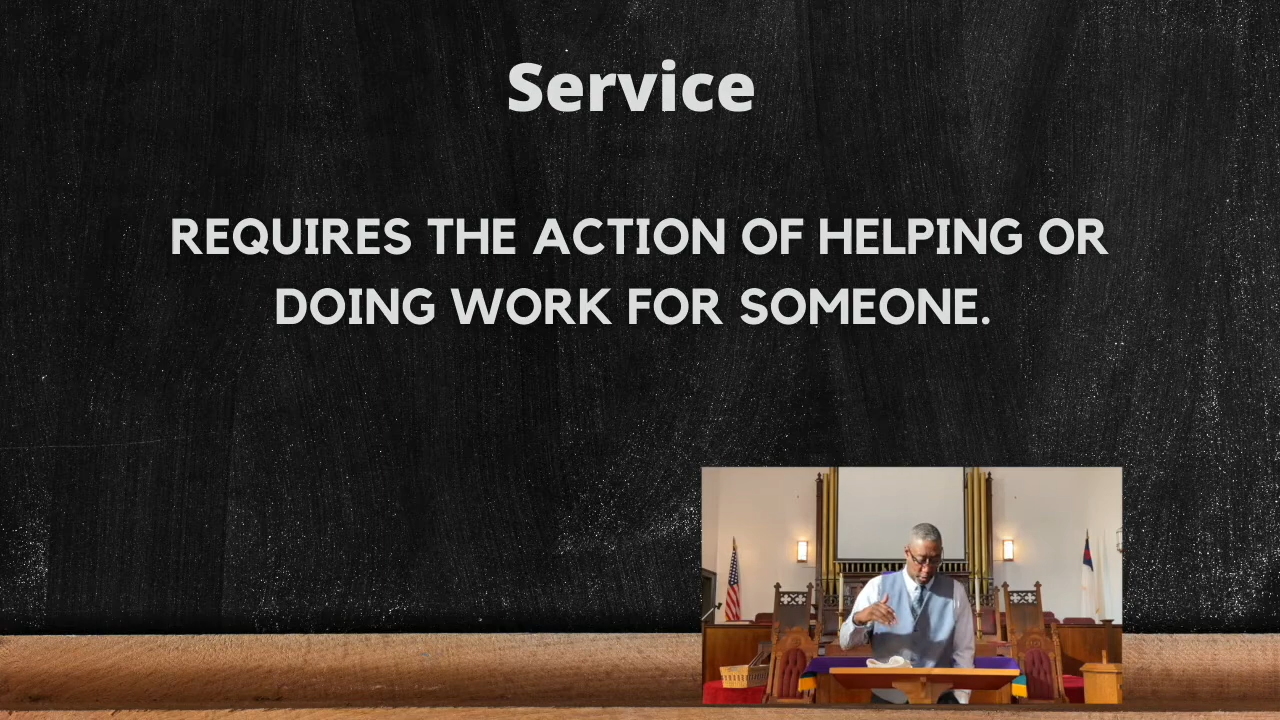 Service
REQUIRES THE ACTION OF HELPING OR
DOING WORK FOR SOMEONE.